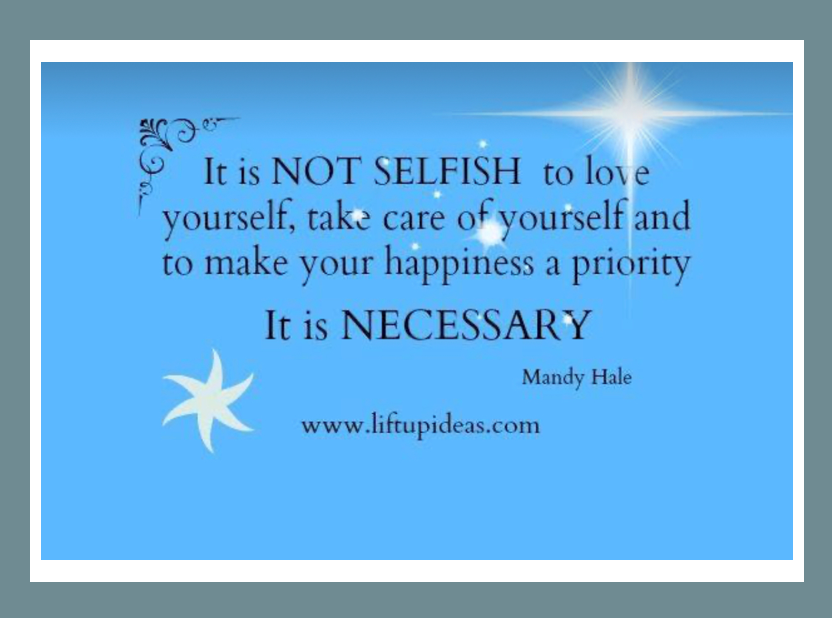 It is NOT SELFISH to love
yourself, take care of yourself and
to make your happiness a priority
It is NECESSARY
Mandy Hale
www.liftupideas.com